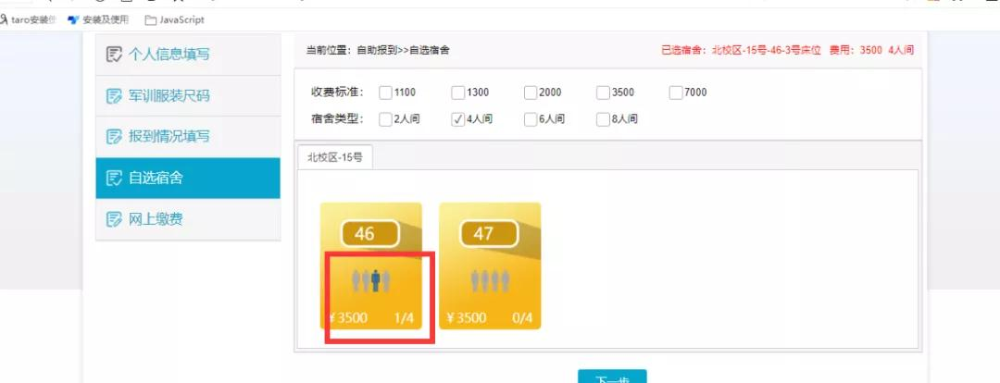 taro安装使 安装及使用 JavaScript
个人信息填写
军训服装尺码
报到情况填写
自选宿舍
网上缴费
当前位置：自助报到>>自选宿舍 已选宿舍：北校区-15号-46-3号床位 费用：3500 4人间
收费标准： 1100 1300 2000 3500 7000
宿舍类型： 2人间 4人间 6人间 8人间
北校区-15号
46 47
¥3500 1/4 ¥3500 0/4
下一步